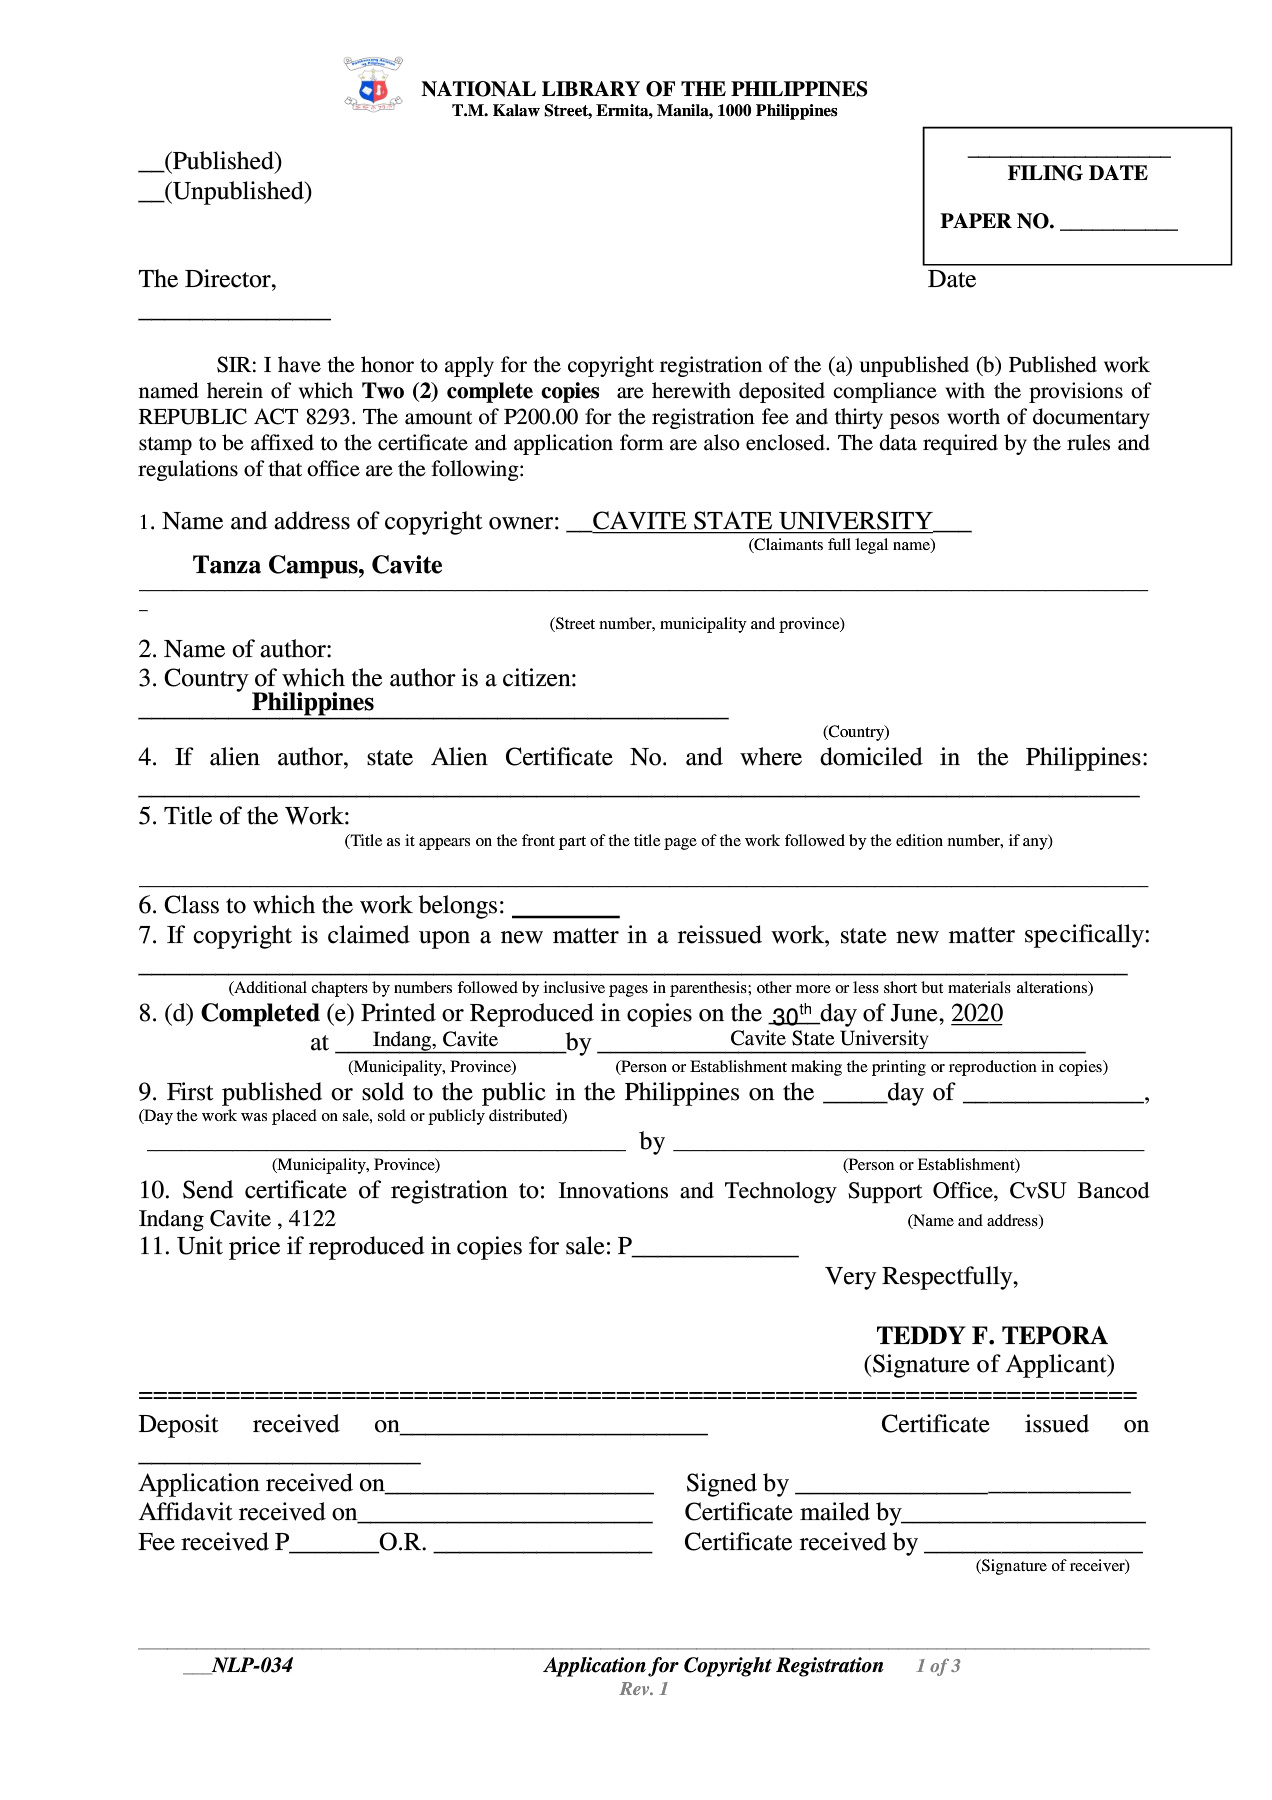 NATIONAL LIBRARY OF THE PHILIPPINES
T.M. Kalaw Street, Ermita, Manila, 1000 Philippines
__(Published)
__(Unpublished)
___________________
FILING DATE
PAPER NO. ___________
The Director,
Date
_______________
SIR: I have the honor to apply for the copyright registration of the (a) unpublished (b) Published work
named herein of which Two (2) complete copies are herewith deposited compliance with the provisions of
REPUBLIC ACT 8293. The amount of P200.00 for the registration fee and thirty pesos worth of documentary
stamp to be affixed to the certificate and application form are also enclosed. The data required by the rules and
regulations of that office are the following:
1. Name and address of copyright owner: __CAVITE STATE UNIVERSITY___
(Claimants full legal name)
Tanza Campus, Cavite
_
(Street number, municipality and province)
2. Name of author:
3. Country of which the author is a citizen:
Philippines
(Country)
4. If alien author, state Alien Certificate No. and where domiciled in the Philippines:
5. Title of the Work:
(Title as it appears on the front part of the title page of the work followed by the edition number, if any)
6. Class to which the work belongs: ________
7. If copyright is claimed upon a new matter in a reissued work, state new matter specifically:
(Additional chapters by numbers followed by inclusive pages in parenthesis; other more or less short but materials alterations)
8. (d) Completed (e) Printed or Reproduced in copies on the 30th day of June, 2020
at Indang, Cavite by Cavite State University
(Municipality, Province) (Person or Establishment making the printing or reproduction in copies)
9. First published or sold to the public in the Philippines on the _____day of ______________,
(Day the work was placed on sale, sold or publicly distributed)
______________ by ______________
(Municipality, Province) (Person or Establishment)
10. Send certificate of registration to: Innovations and Technology Support Office, CvSU Bancod
Indang Cavite , 4122 (Name and address)
11. Unit price if reproduced in copies for sale: P_____________
Very Respectfully,
TEDDY F. TEPORA
(Signature of Applicant)
==========================================================================
Deposit received on________________________ Certificate issued on
______________________
Application received on_____________________ Signed by __________________________
Affidavit received on_______________________ Certificate mailed by___________________
Fee received P_______O.R. _________________ Certificate received by _________________
(Signature of receiver)
___NLP-034 Application for Copyright Registration 1 of 3
Rev. 1